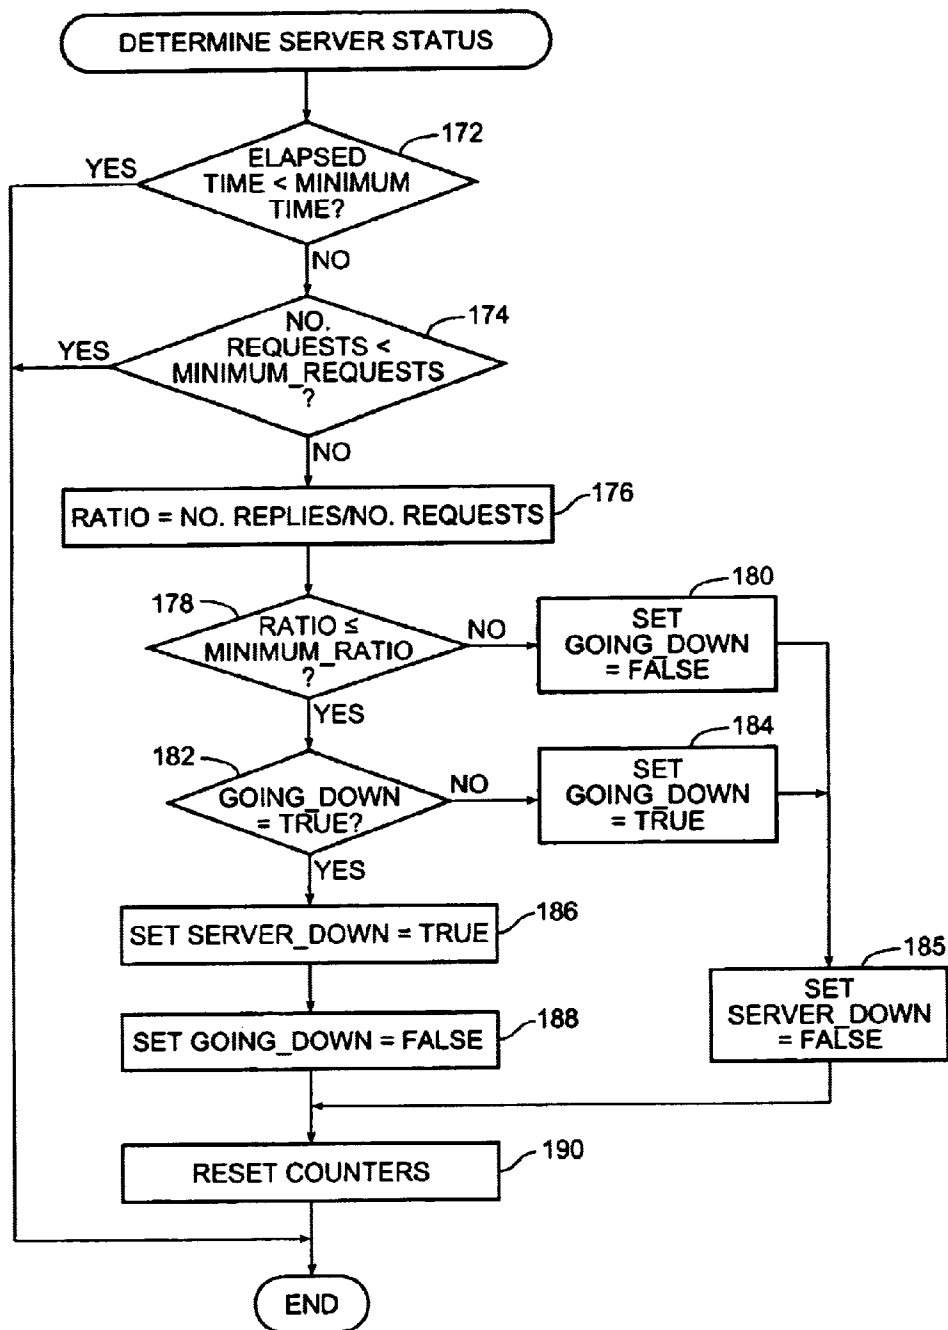 DETERMINE SERVER STATUS
172
ELAPSED
TIME < MINIMUM
TIME?
YES
NO
174
NO.
REQUESTS <
MINIMUM_REQUESTS
?
YES
NO
176
RATIO = NO. REPLIES/NO. REQUESTS
178
RATIO ≤
MINIMUM_RATIO
?
NO
180
SET
GOING_DOWN
= FALSE
YES
182
GOING_DOWN
= TRUE?
NO
184
SET
GOING_DOWN
= TRUE
YES
186
SET SERVER_DOWN = TRUE
185
SET
SERVER_DOWN
= FALSE
188
SET GOING_DOWN = FALSE
190
RESET COUNTERS
END